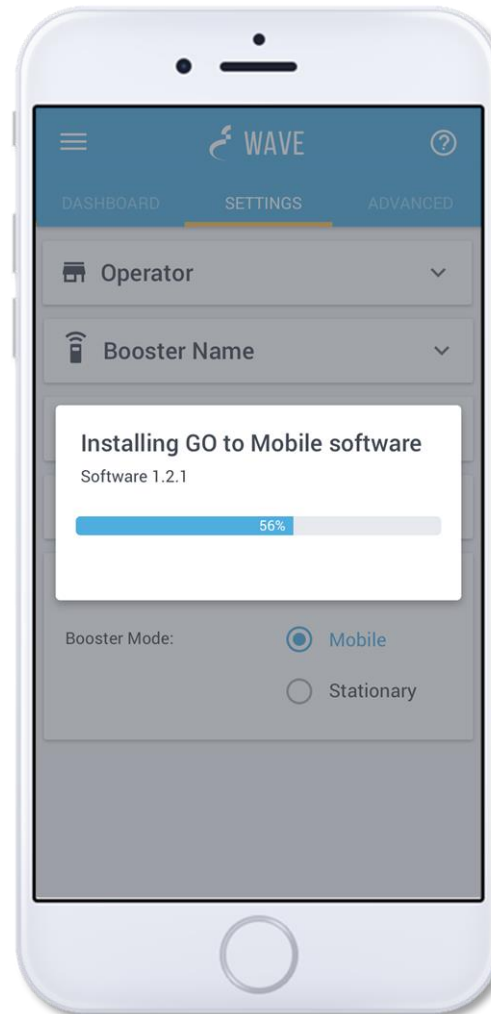 WAVE
DASHBOARD SETTINGS ADVANCED
Operator
Booster Name
Installing GO to Mobile software
Software 1.2.1
56%
Booster Mode: Mobile
Stationary